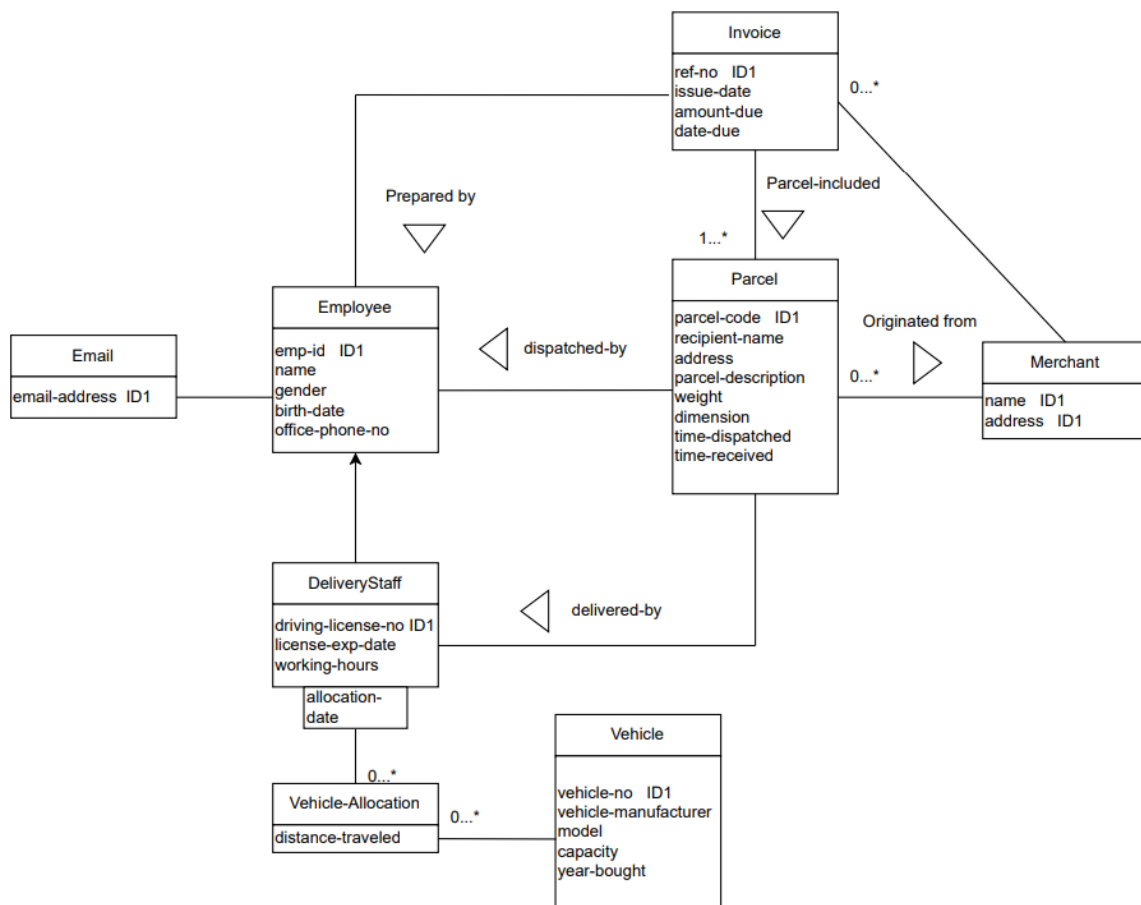 Invoice
ref-no ID1
issue-date
amount-due
date-due
0...*
Prepared by
Parcel-included
1...*
Employee
emp-id ID1
name
gender
birth-date
office-phone-no
Email
email-address ID1
dispatched-by
Parcel
parcel-code ID1
recipient-name
address
parcel-description
weight
dimension
time-dispatched
time-received
Originated from
0...*
Merchant
name ID1
address ID1
DeliveryStaff
driving-license-no ID1
license-exp-date
working-hours
delivered-by
allocation-
date
0...*
Vehicle-Allocation
distance-traveled
0...*
Vehicle
vehicle-no ID1
vehicle-manufacturer
model
capacity
year-bought